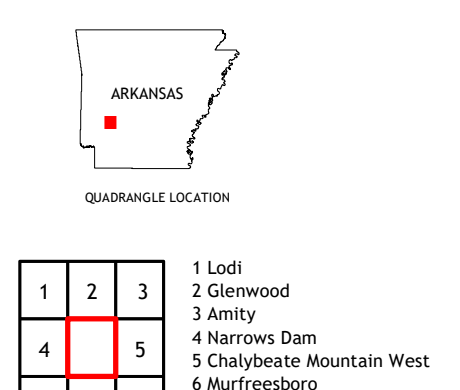 ARKANSAS
QUADRANGLE LOCATION
1 2 3
4 5
1 Lodi
2 Glenwood
3 Amity
4 Narrows Dam
5 Chalybeate Mountain West
6 Murfreesboro